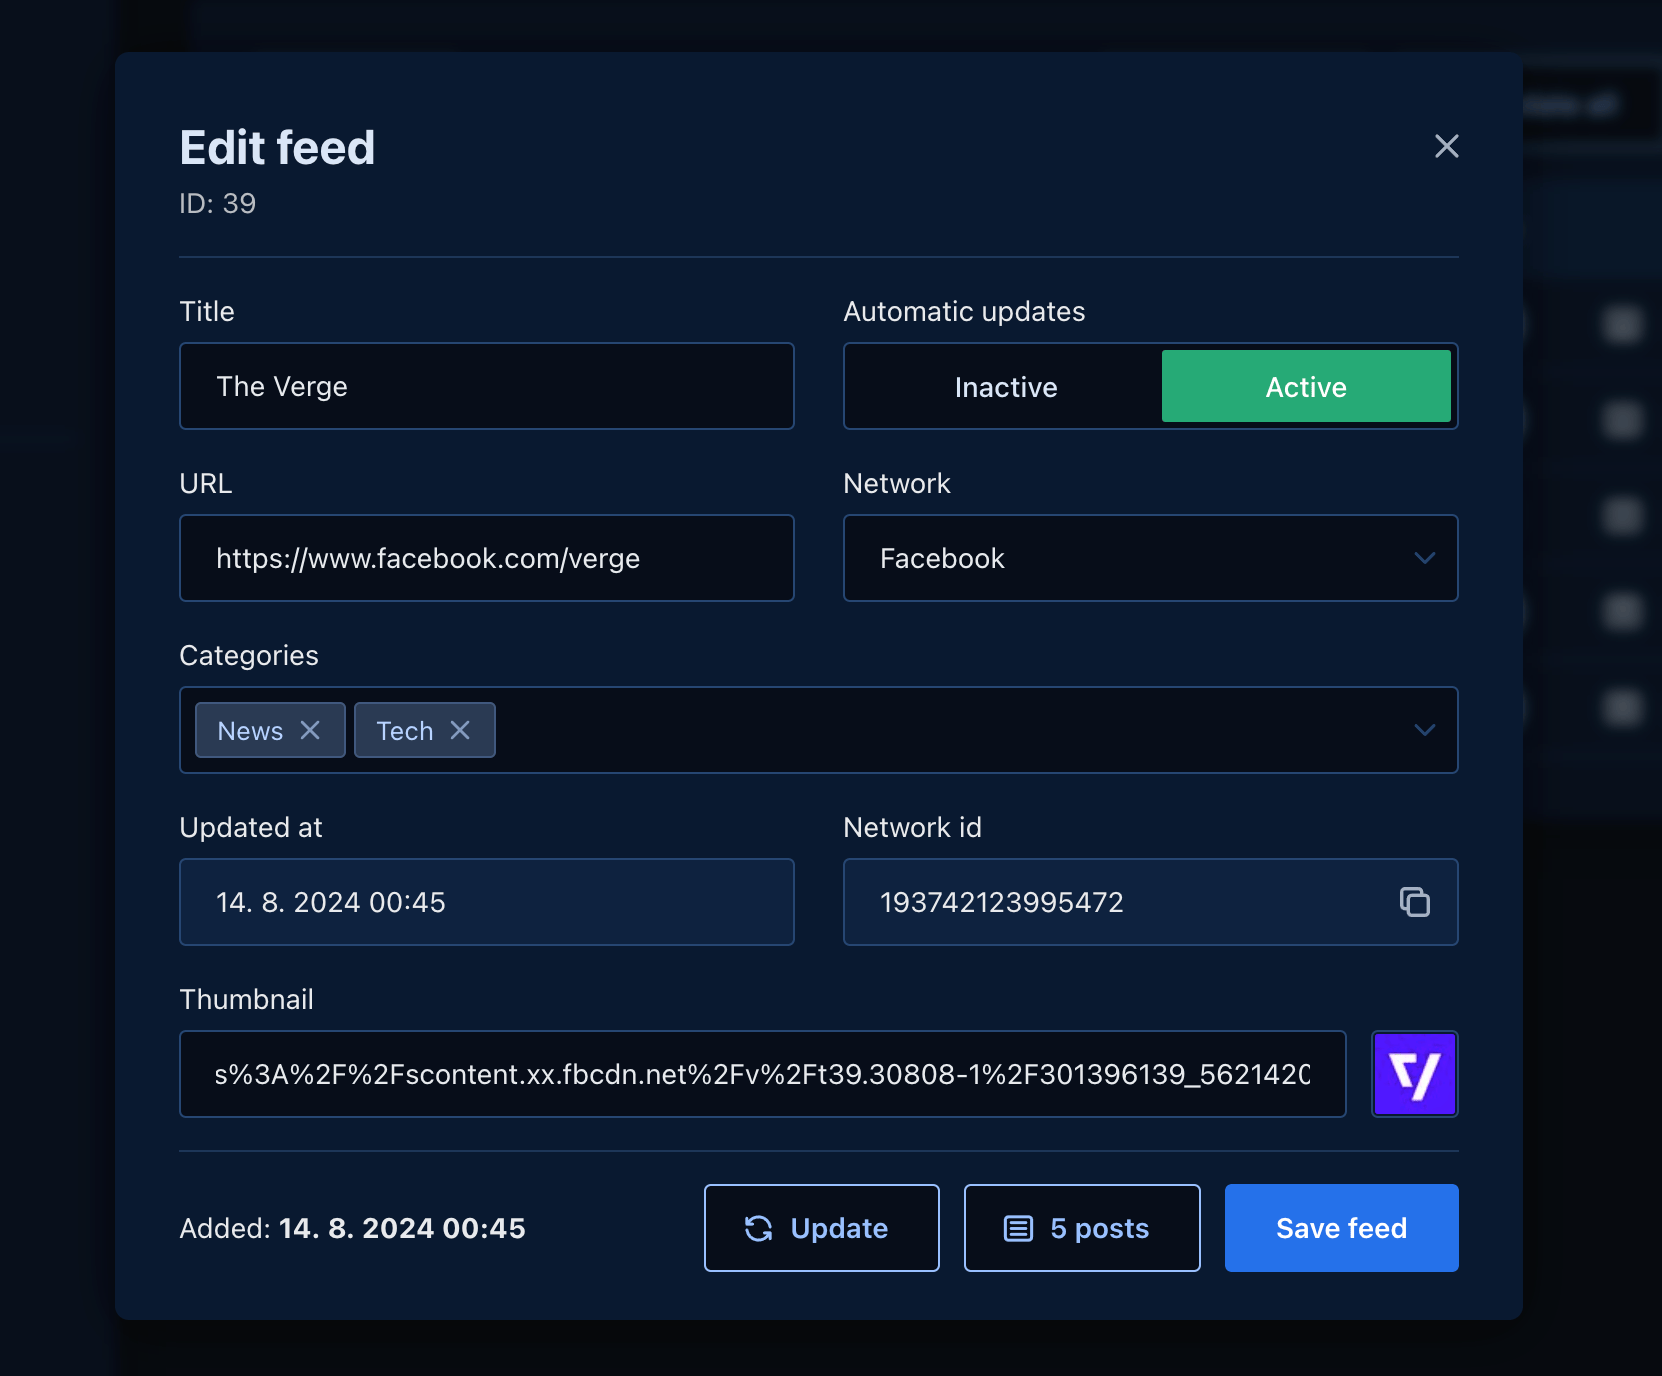 Edit feed
ID: 39
Title
Automatic updates
The Verge
Inactive
Active
URL
Network
https://www.facebook.com/verge
Facebook
Categories
News
Tech
Updated at
Network id
14. 8. 2024 00:45
193742123995472
Thumbnail
s%3A%2F%2Fscontent.xx.fbcdn.net%2Fv%2Ft39.30808-1%2F301396139_562142
Added: 14. 8. 2024 00:45
Update
5 posts
Save feed